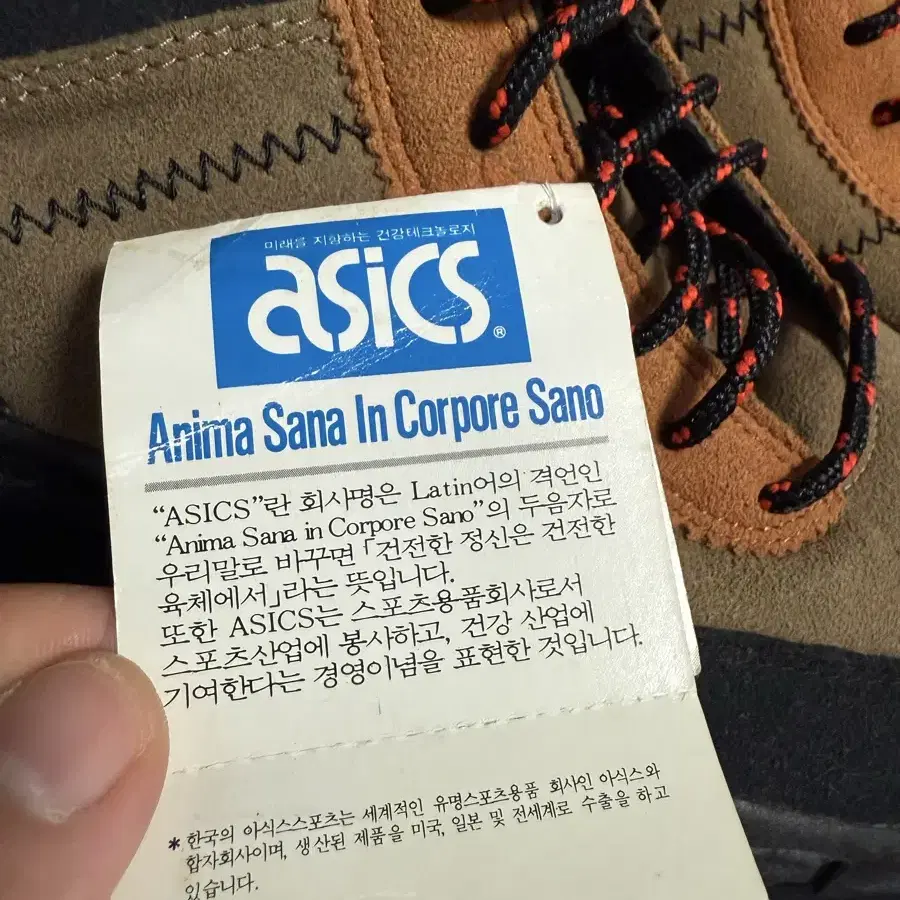 미래를 지향하는 건강테크놀로지
asics®
Anima Sana In Corpore Sano
“ASICS”란 회사명은 Latin어의 격언인
“Anima Sana in Corpore Sano”의 두음자로
우리말로 바꾸면 「건전한 정신은 건전한
육체에서」라는 뜻입니다.
또한 ASICS는 스포츠용품회사로서
스포츠산업에 봉사하고, 건강 산업에
기여한다는 경영이념을 표현한 것입니다.
* 한국의 아식스스포츠는 세계적인 유명스포츠용품 회사인 아식스와
합자회사이며, 생산된 제품을 미국, 일본 및 전세계로 수출을 하고
있습니다.